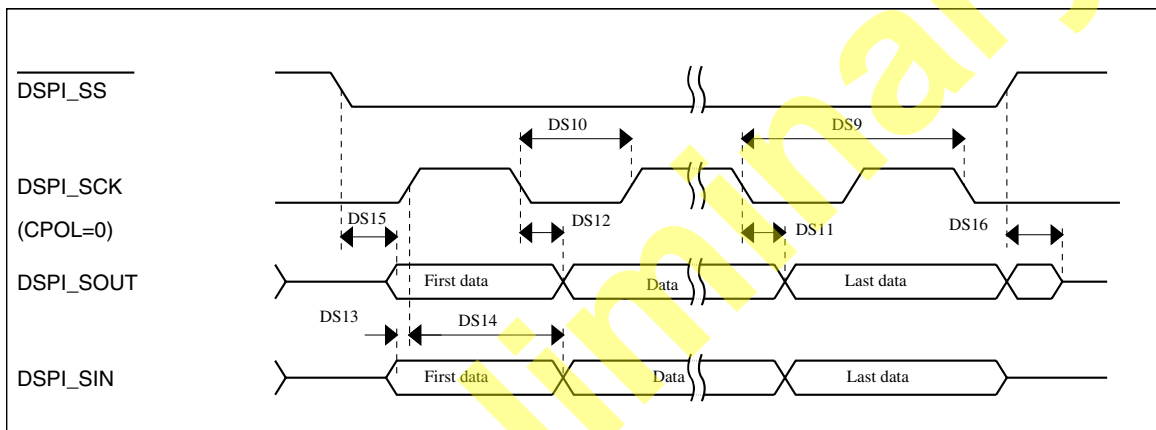 DSPI_SS
DS10
DS9
DSPI_SCK
DS15
DS12
DS11
DS16
(CPOL=0)
DSPI_SOUT
First data
Data
Last data
DS13
DS14
DSPI_SIN
First data
Data
Last data
liminary